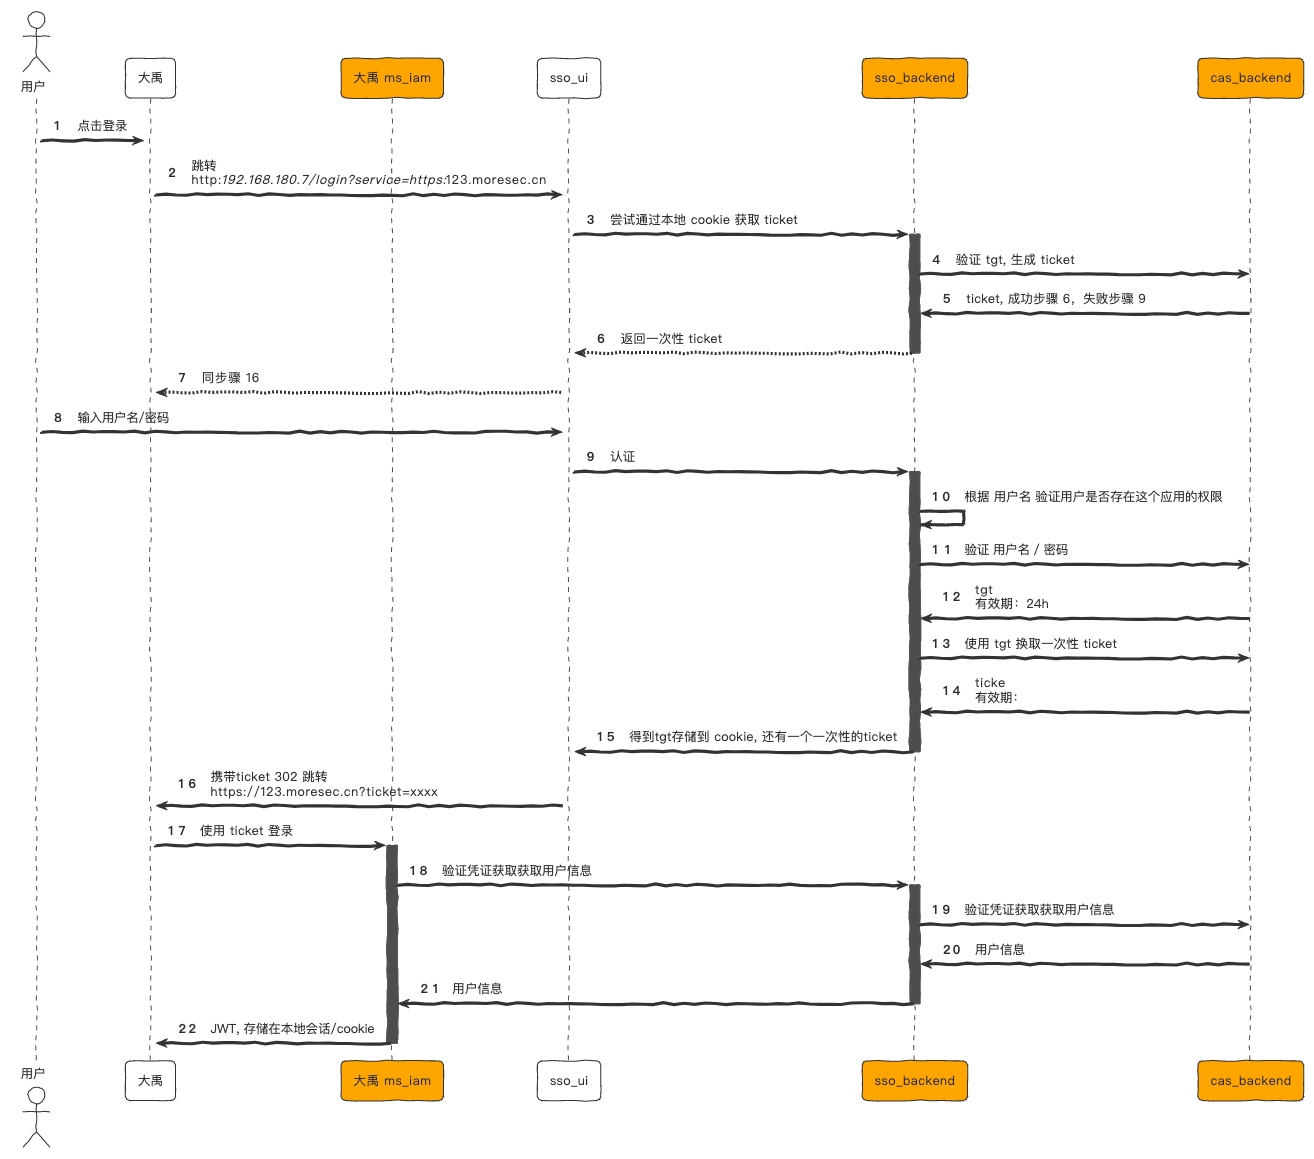 用户
大禹
大禹 ms_iam
sso_ui
sso_backend
cas_backend
1 点击登录
2 跳转
http:192.168.180.7/login?service=https:123.moresec.cn
3 尝试通过本地 cookie 获取 ticket
4 验证 tgt, 生成 ticket
5 ticket, 成功步骤 6，失败步骤 9
6 返回一次性 ticket
7 同步骤 16
8 输入用户名/密码
9 认证
10 根据 用户名 验证用户是否存在这个应用的权限
11 验证 用户名 / 密码
12 tgt
有效期：24h
13 使用 tgt 换取一次性 ticket
14 ticke
有效期：
15 得到tgt存储到 cookie, 还有一个一次性的ticket
16 携带ticket 302 跳转
https://123.moresec.cn?ticket=xxxx
17 使用 ticket 登录
18 验证凭证获取获取用户信息
19 验证凭证获取获取用户信息
20 用户信息
21 用户信息
22 JWT, 存储在本地会话/cookie
用户
大禹
大禹 ms_iam
sso_ui
sso_backend
cas_backend